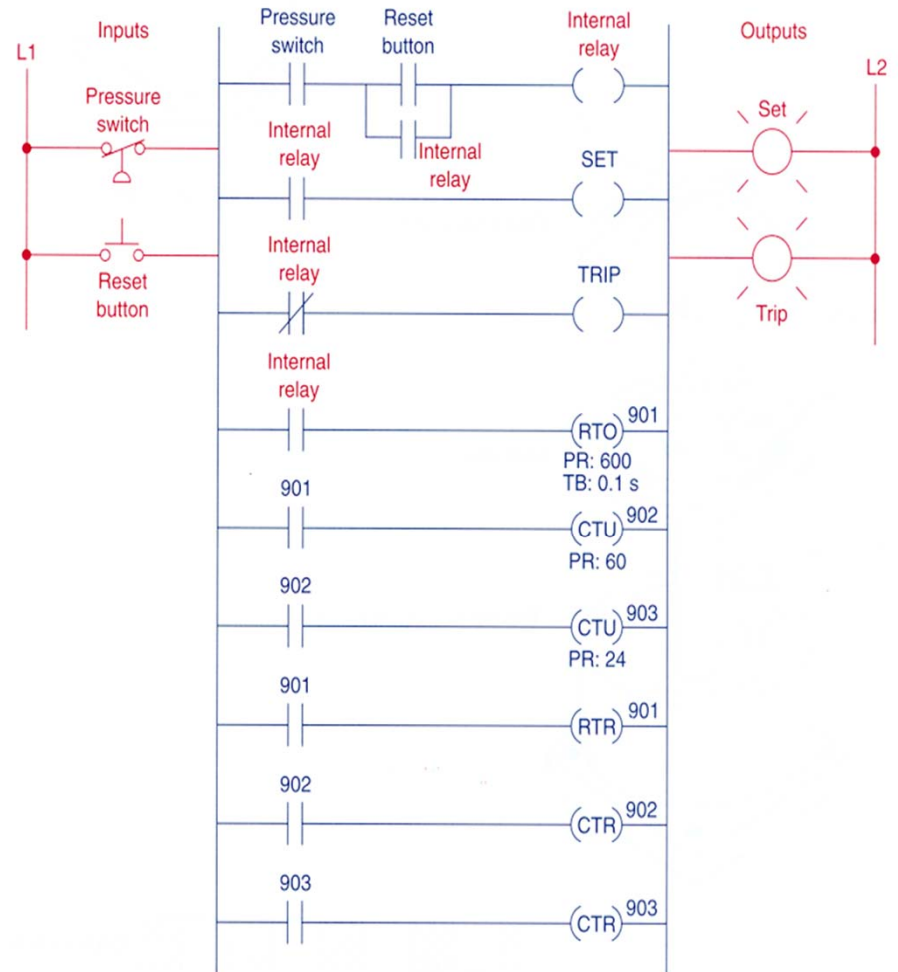 Inputs
L1
Pressure
switch
Reset
button
Pressure
switch
Reset
button
Internal
relay
Internal
relay
Internal
relay
SET
Internal
relay
TRIP
Internal
relay
RTO
901
PR: 600
TB: 0.1 s
901
CTU
902
PR: 60
902
CTU
903
PR: 24
901
RTR
901
902
CTR
902
903
CTR
903
Outputs
L2
Set
Trip